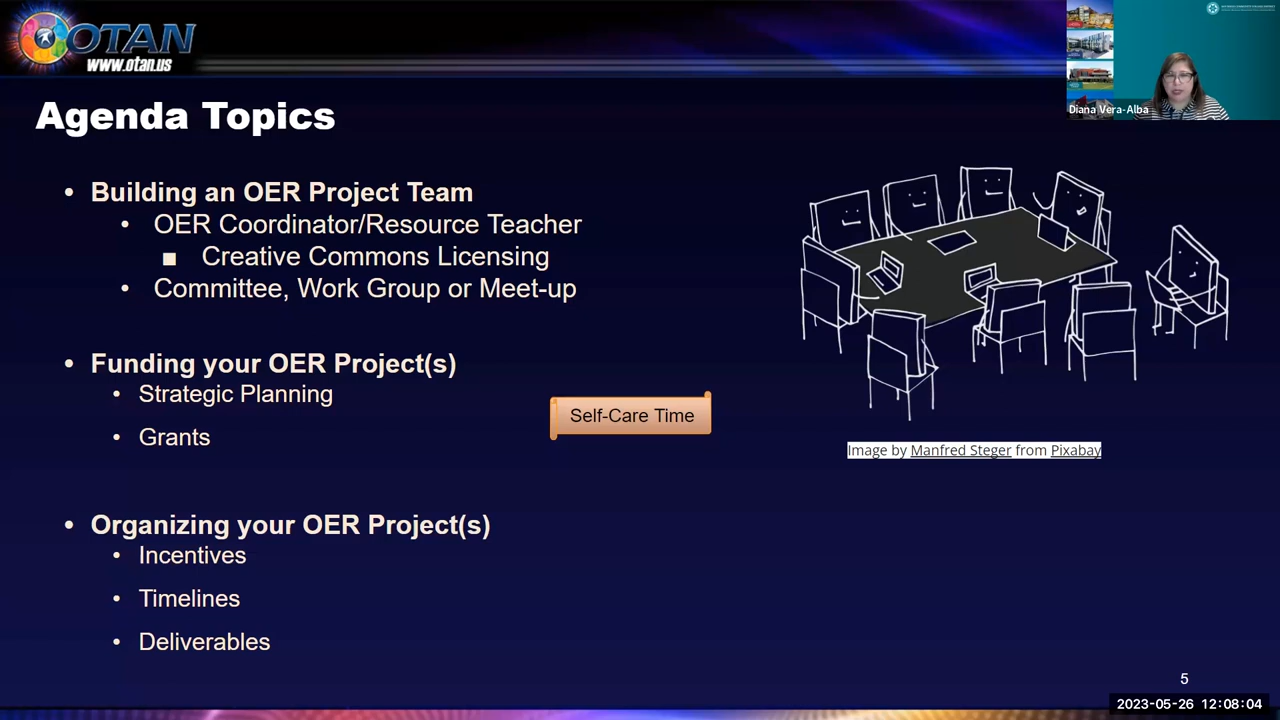 OTAN
www.otan.us
Diana Vera-Alba
Agenda Topics
• Building an OER Project Team
• OER Coordinator/Resource Teacher
■ Creative Commons Licensing
• Committee, Work Group or Meet-up
• Funding your OER Project(s)
• Strategic Planning
• Grants
Self-Care Time
Image by Manfred Steger from Pixabay
• Organizing your OER Project(s)
• Incentives
• Timelines
• Deliverables
5
2023-05-26 12:08:04